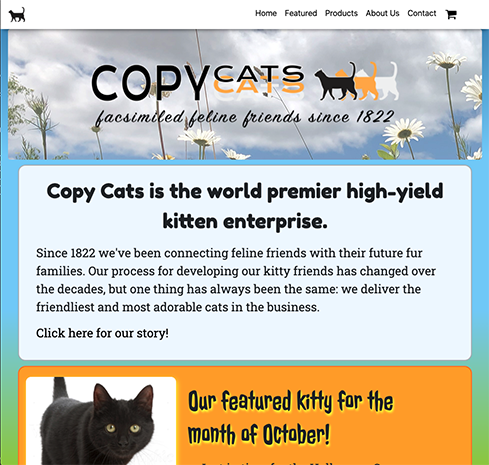 Home Featured Products About Us Contact
COPYCATS
facsimiled feline friends since 1822
Copy Cats is the world premier high-yield
kitten enterprise.
Since 1822 we've been connecting feline friends with their future fur
families. Our process for developing our kitty friends has changed over
the decades, but one thing has always been the same: we deliver the
friendliest and most adorable cats in the business.
Click here for our story!
Our featured kitty for the
month of October!